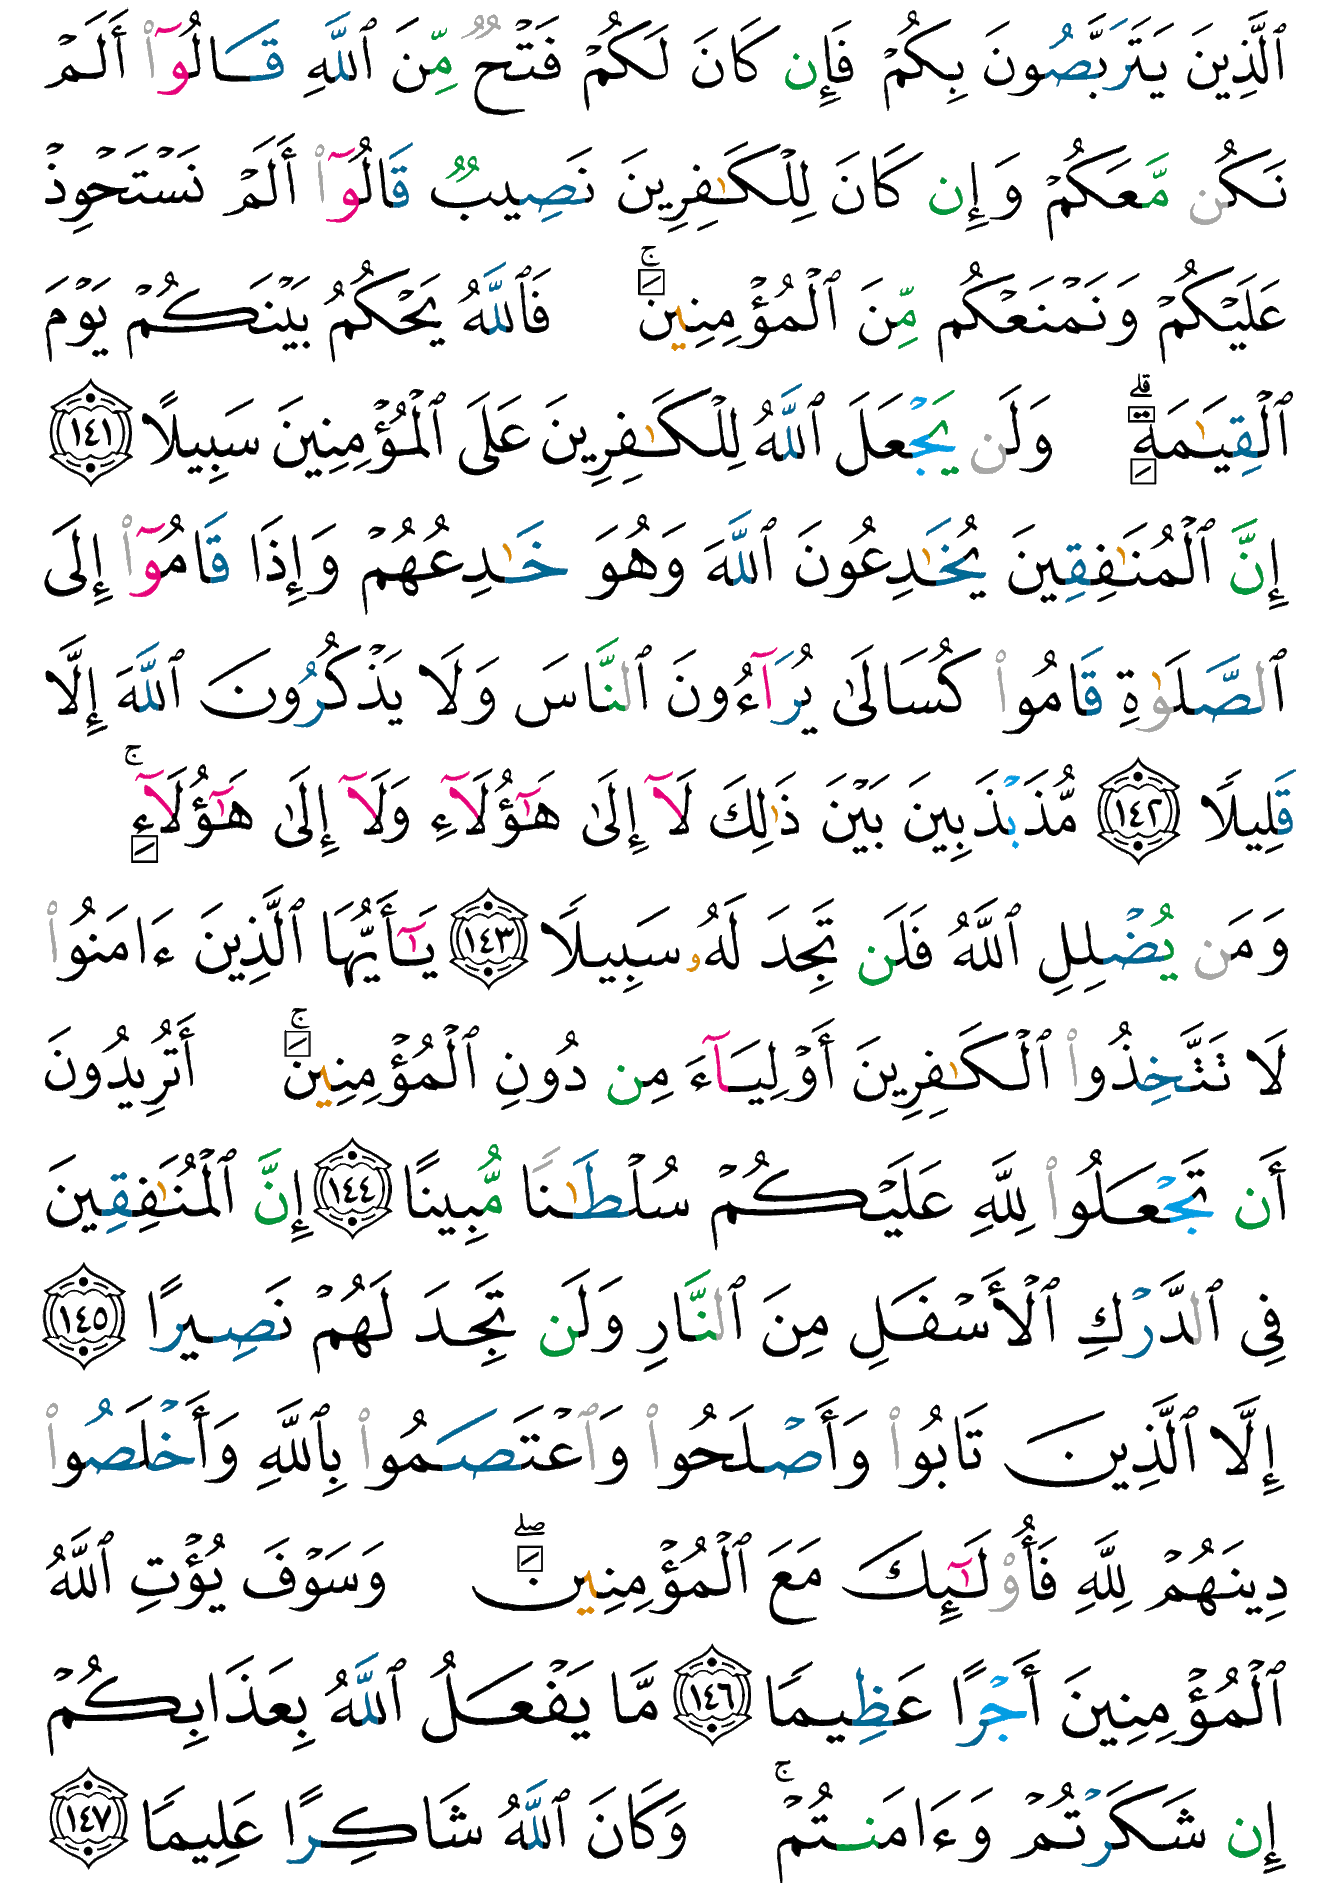 ٱلَّذِينَ يَتَرَبَّصُونَ بِكُمْ فَإِن كَانَ لَكُمْ فَتْحٌ مِّنَ ٱللَّهِ قَالُوٓا۟ أَلَمْ
نَكُن مَّعَكُمْ وَإِن كَانَ لِلْكَـٰفِرِينَ نَصِيبٌ قَالُوٓا۟ أَلَمْ نَسْتَحْوِذْ
عَلَيْكُمْ وَنَمْنَعْكُم مِّنَ ٱلْمُؤْمِنِينَ ۚ فَٱللَّهُ يَحْكُمُ بَيْنَكُمْ يَوْمَ
ٱلْقِيَـٰمَةِ ۗ وَلَن يَجْعَلَ ٱللَّهُ لِلْكَـٰفِرِينَ عَلَى ٱلْمُؤْمِنِينَ سَبِيلًا ١٤١
إِنَّ ٱلْمُنَـٰفِقِينَ يُخَـٰدِعُونَ ٱللَّهَ وَهُوَ خَـٰدِعُهُمْ وَإِذَا قَامُوٓا۟ إِلَى
ٱلصَّلَوٰةِ قَامُوا۟ كُسَالَىٰ يُرَآءُونَ ٱلنَّاسَ وَلَا يَذْكُرُونَ ٱللَّهَ إِلَّا
قَلِيلًا ١٤٢ مُّذَبْذَبِينَ بَيْنَ ذَٰلِكَ لَآ إِلَىٰ هَـٰٓؤُلَآءِ وَلَآ إِلَىٰ هَـٰٓؤُلَآءِ ۚ
وَمَن يُضْلِلِ ٱللَّهُ فَلَن تَجِدَ لَهُۥ سَبِيلًا ١٤٣ يَـٰٓأَيُّهَا ٱلَّذِينَ ءَامَنُوا۟
لَا تَتَّخِذُوا۟ ٱلْكَـٰفِرِينَ أَوْلِيَآءَ مِن دُونِ ٱلْمُؤْمِنِينَ ۚ أَتُرِيدُونَ
أَن تَجْعَلُوا۟ لِلَّهِ عَلَيْكُمْ سُلْطَـٰنًا مُّبِينًا ١٤٤ إِنَّ ٱلْمُنَـٰفِقِينَ
فِى ٱلدَّرْكِ ٱلْأَسْفَلِ مِنَ ٱلنَّارِ وَلَن تَجِدَ لَهُمْ نَصِيرًا ١٤٥
إِلَّا ٱلَّذِينَ تَابُوا۟ وَأَصْلَحُوا۟ وَٱعْتَصَمُوا۟ بِٱللَّهِ وَأَخْلَصُوا۟
دِينَهُمْ لِلَّهِ فَأُو۟لَـٰٓئِكَ مَعَ ٱلْمُؤْمِنِينَ ۖ وَسَوْفَ يُؤْتِ ٱللَّهُ
ٱلْمُؤْمِنِينَ أَجْرًا عَظِيمًا ١٤٦ مَّا يَفْعَلُ ٱللَّهُ بِعَذَابِكُمْ
إِن شَكَرْتُمْ وَءَامَنتُمْ ۚ وَكَانَ ٱللَّهُ شَاكِرًا عَلِيمًا ١٤٧